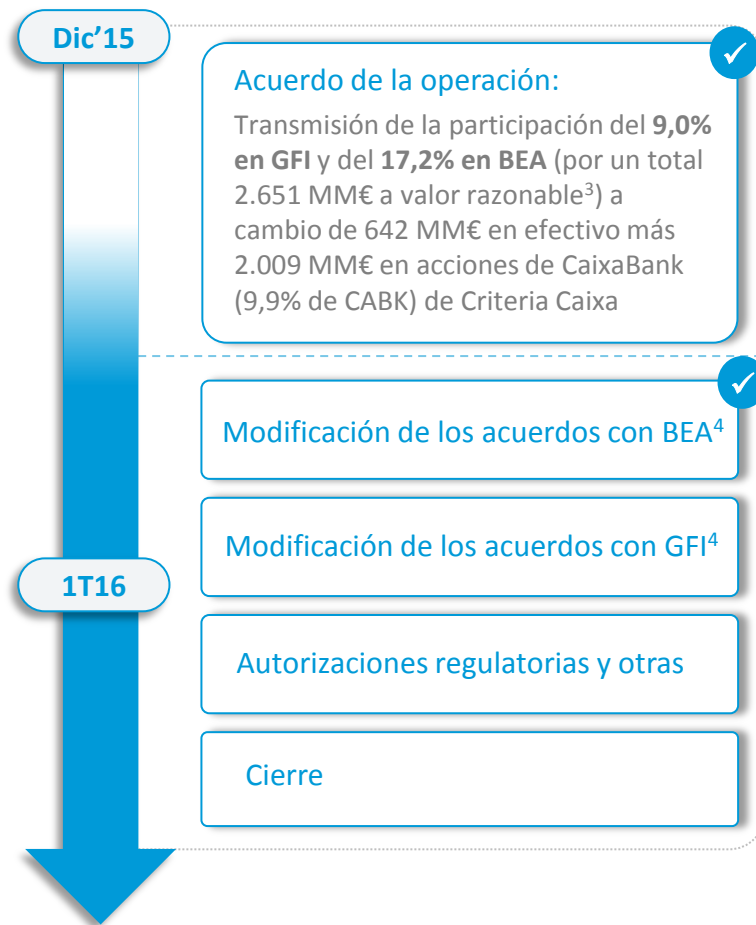 Dic’15
Acuerdo de la operación:
Transmisión de la participación del 9,0%
en GFI y del 17,2% en BEA (por un total
2.651 MM€ a valor razonable³) a
cambio de 642 MM€ en efectivo más
2.009 MM€ en acciones de CaixaBank
(9,9% de CABK) de Criteria Caixa
Modificación de los acuerdos con BEA⁴
Modificación de los acuerdos con GFI⁴
1T16
Autorizaciones regulatorias y otras
Cierre